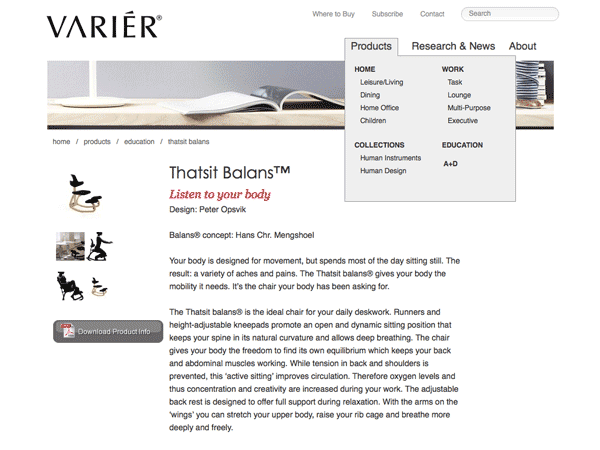 VARIÉR®
Where to Buy Subscribe Contact Search
Products Research & News About
HOME
Leisure/Living
Dining
Home Office
Children
COLLECTIONS
Human Instruments
Human Design
WORK
Task
Lounge
Multi-Purpose
Executive
EDUCATION
A+D
home / products / education / thatsit balans
Thatsit Balans™
Listen to your body
Design: Peter Opsvik
Balans® concept: Hans Chr. Mengshoel
Your body is designed for movement, but spends most of the day sitting still. The
result: a variety of aches and pains. The Thatsit balans® gives your body the
mobility it needs. It's the chair your body has been asking for.
The Thatsit balans® is the ideal chair for your daily deskwork. Runners and
height-adjustable kneepads promote an open and dynamic sitting position that
keeps your spine in its natural curvature and allows deep breathing. The chair
gives your body the freedom to find its own equilibrium which keeps your back
and abdominal muscles working. While tension in back and shoulders is
prevented, this 'active sitting' improves circulation. Therefore oxygen levels and
thus concentration and creativity are increased during your work. The adjustable
back rest is designed to offer full support during relaxation. With the arms on the
'wings' you can stretch your upper body, raise your rib cage and breathe more
deeply and freely.
Download Product Info